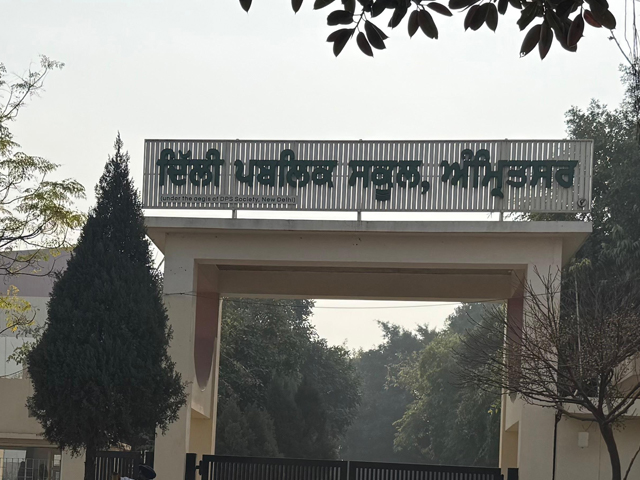 ਦਿੱਲੀ ਪਬਲਿਕ ਸਕੂਲ, ਅੰਮ੍ਰਿਤਸਰ
(under the aegis of DPS Society, New Delhi)